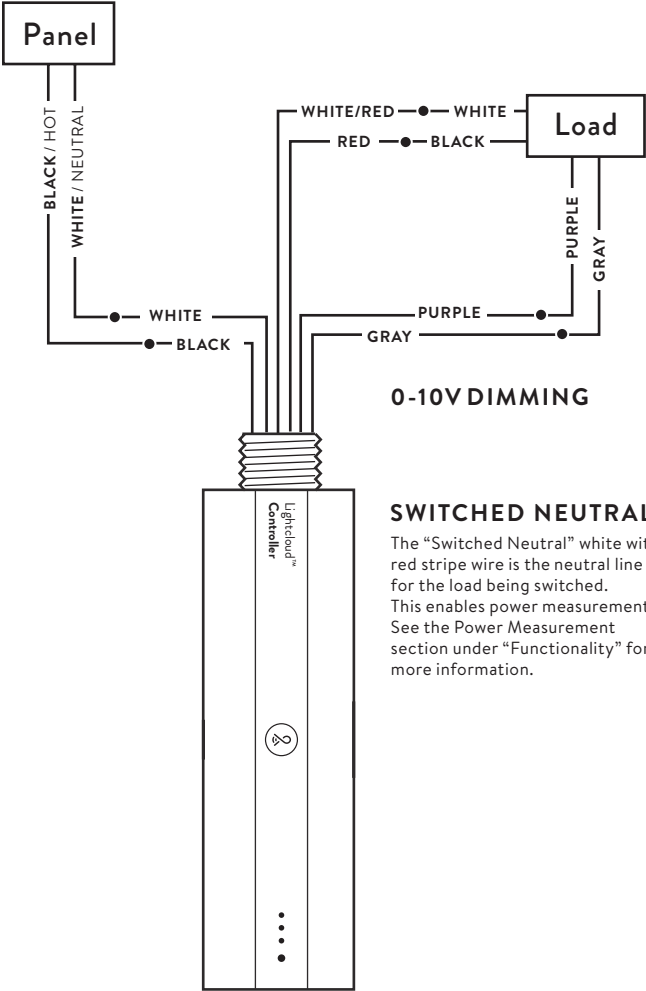 Panel
BLACK / HOT
WHITE / NEUTRAL
WHITE/RED
WHITE
Load
RED
BLACK
PURPLE
GRAY
WHITE
BLACK
PURPLE
GRAY
0-10V DIMMING
Lightcloud™
Controller
SWITCHED NEUTRAL
The “Switched Neutral” white wit
red stripe wire is the neutral line
for the load being switched.
This enables power measurement
See the Power Measurement
section under “Functionality” for
more information.